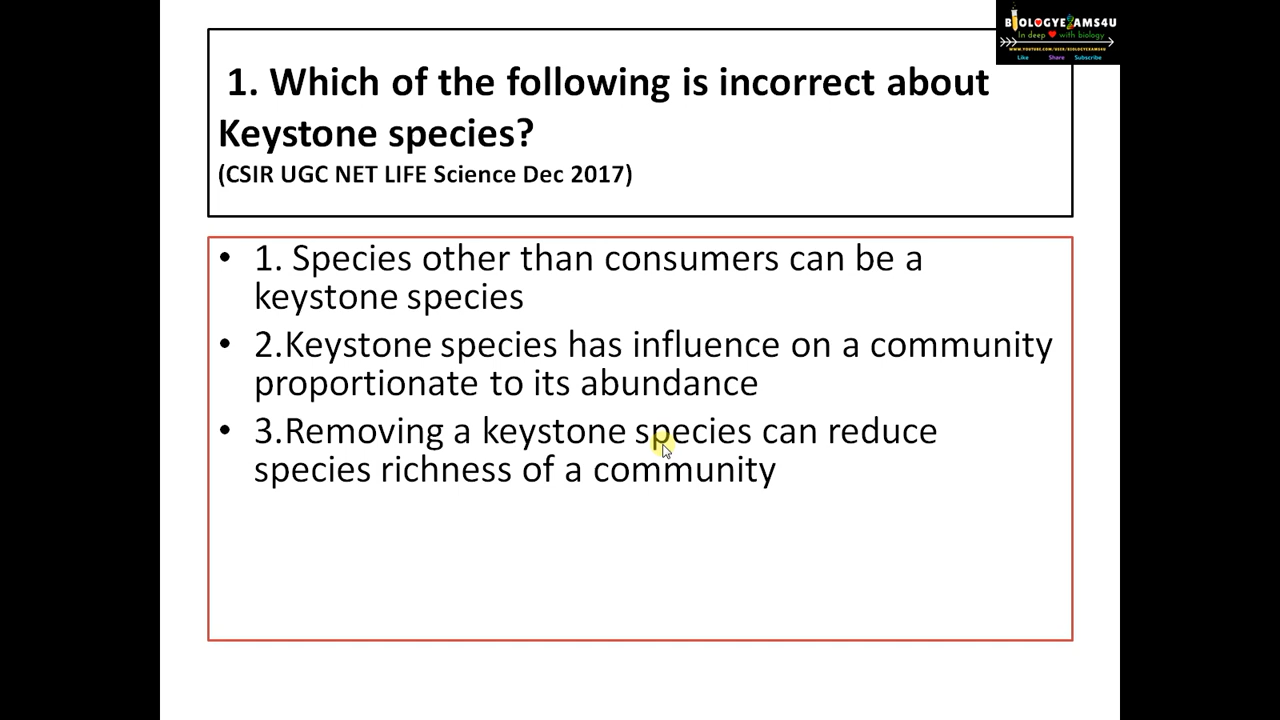 BIOLOGYEXAMS4U
In deep with biology
WWW.YOUTUBE.COM/USER/BIOLOGYEXAMS4U
Like Share Subscribe
1. Which of the following is incorrect about
Keystone species?
(CSIR UGC NET LIFE Science Dec 2017)
• 1. Species other than consumers can be a
keystone species
• 2.Keystone species has influence on a community
proportionate to its abundance
• 3.Removing a keystone species can reduce
species richness of a community